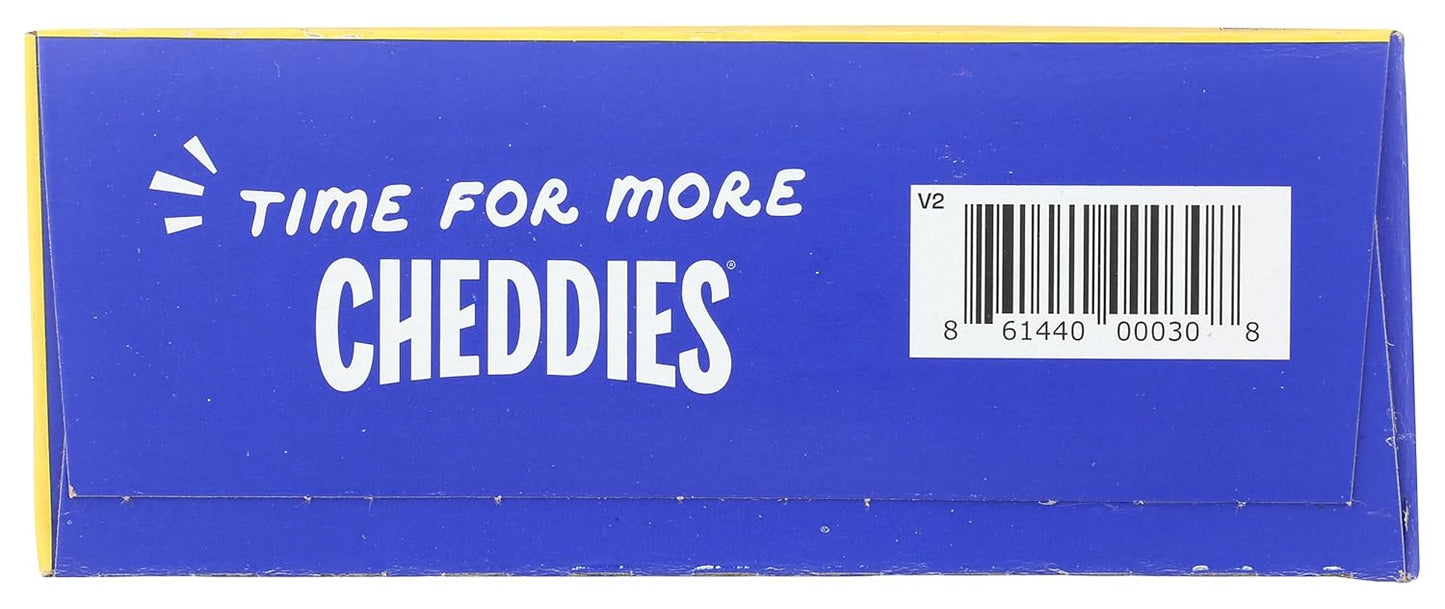 TIME FOR MORE
CHEDDIES®
V2
8 61440 00030 8